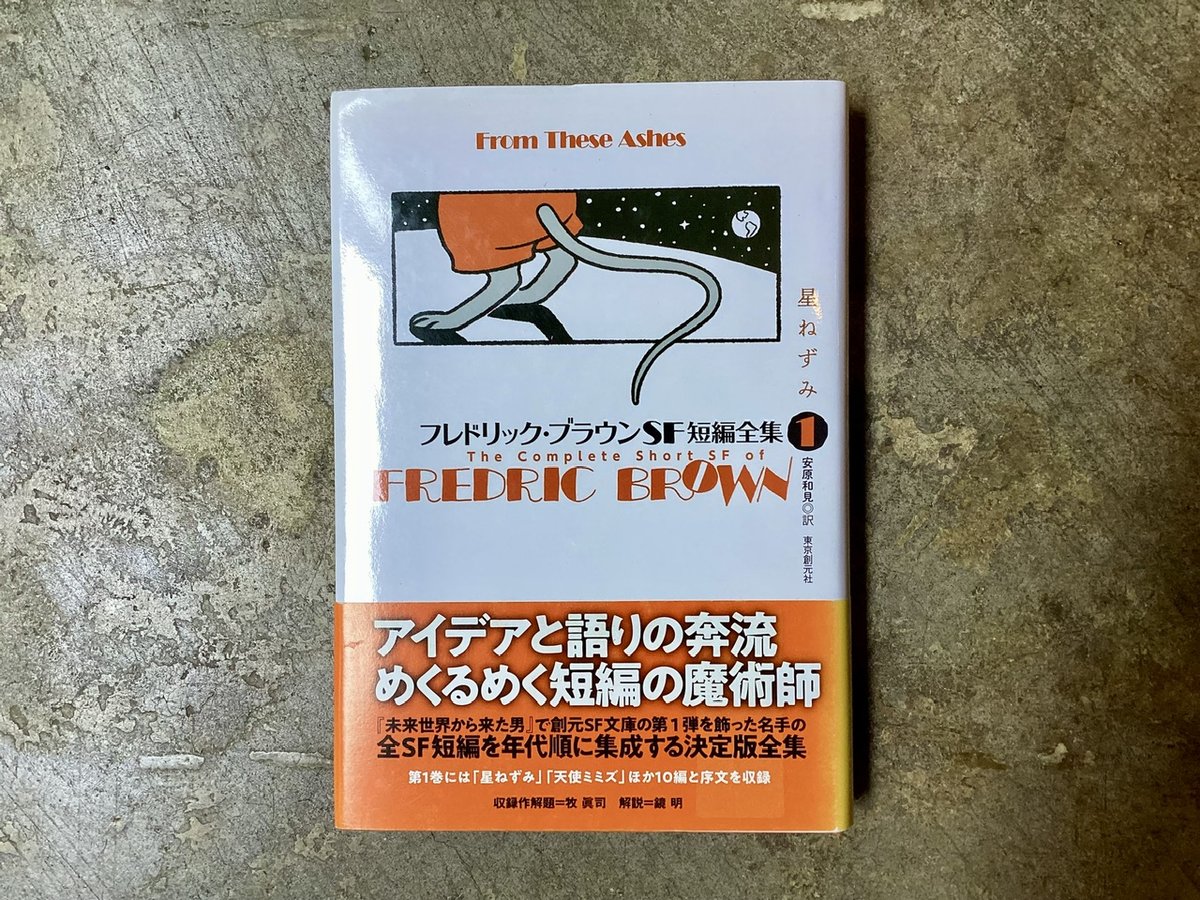 From These Ashes
星ねずみ
フレドリック・ブラウンSF短編全集1
The Complete Short SF of
FREDRIC BROWN
安原和見◎訳 東京創元社
アイデアと語りの奔流
めくるめく短編の魔術師
『未来世界から来た男』で創元SF文庫の第1弾を飾った名手の
全SF短編を年代順に集成する決定版全集
第1巻には「星ねずみ」「天使ミミズ」ほか10編と序文を収録
収録作解題=牧 眞司 解説=鏡 明